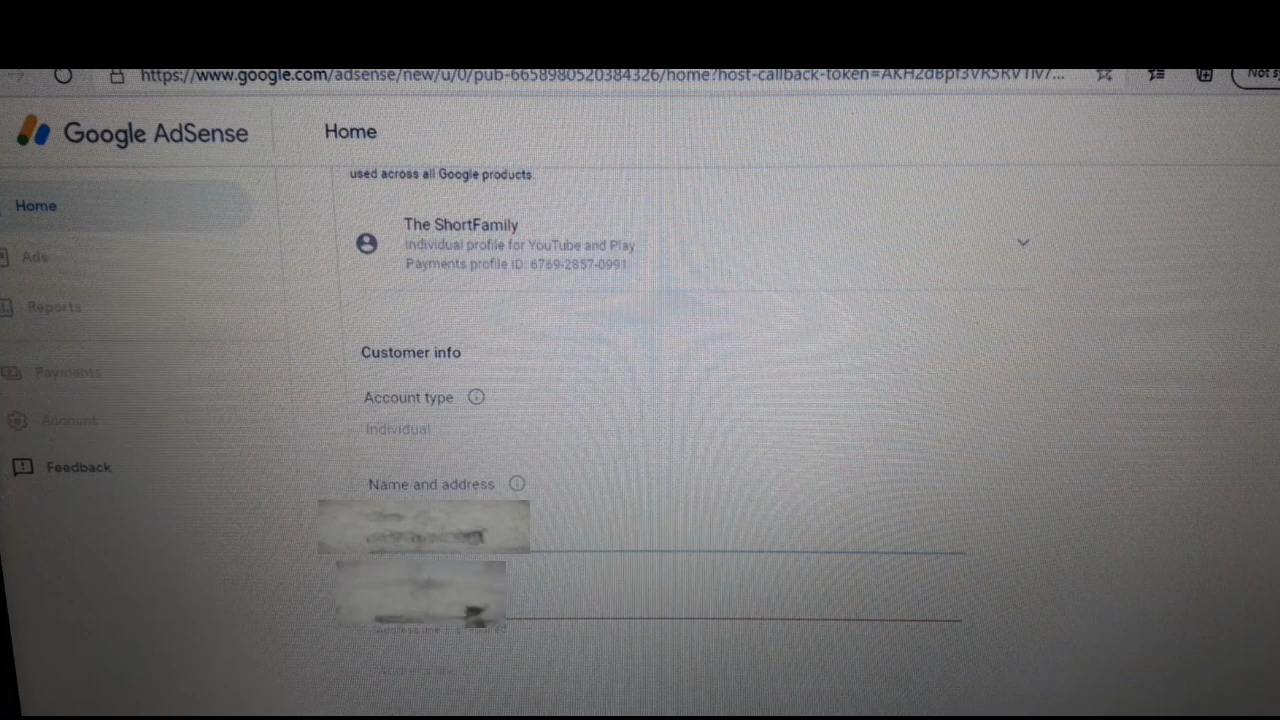 https://www.google.com/adsense/new/u/0/pub-6658980520384326/home?host-callback-token=
Google AdSense
Home
used across all Google products.
Home
The ShortFamily
Individual profile for YouTube and Play
Payments profile ID: 6769-2857-0991
Ads
Reports
Customer info
Payments
Account type
Account
Individual
Feedback
Name and address